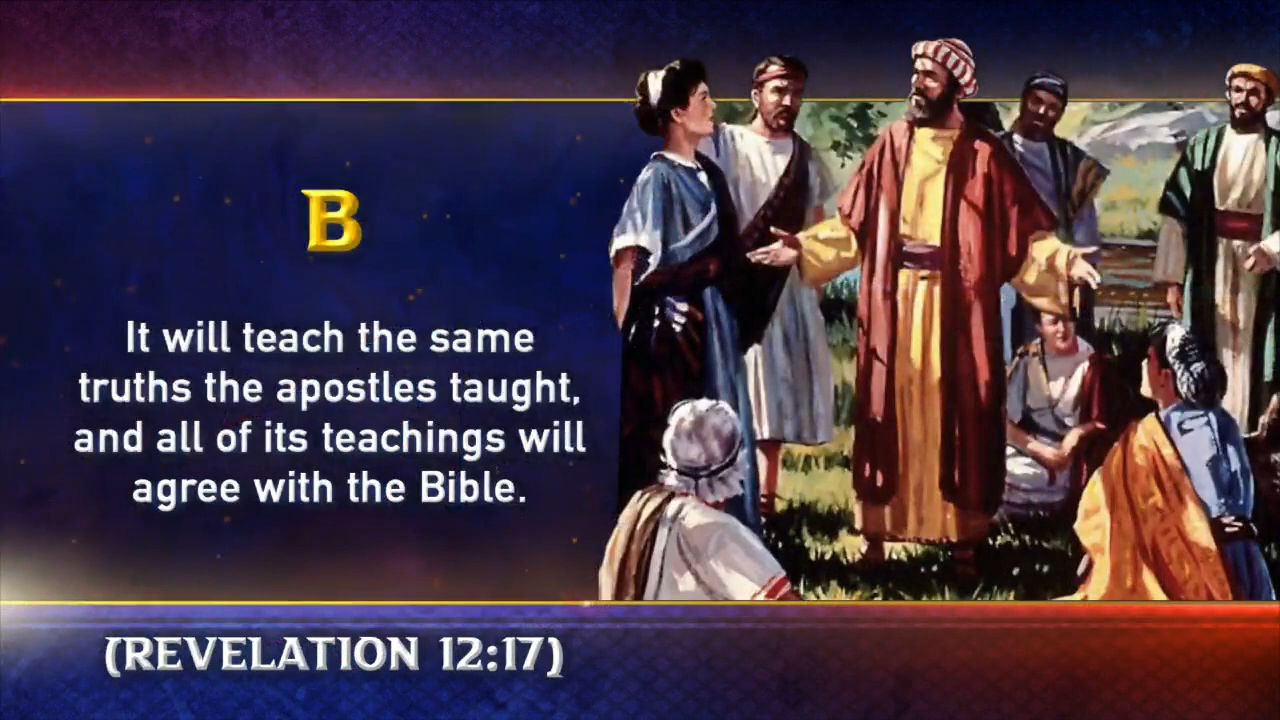 B
It will teach the same
truths the apostles taught,
and all of its teachings will
agree with the Bible.
(REVELATION 12:17)